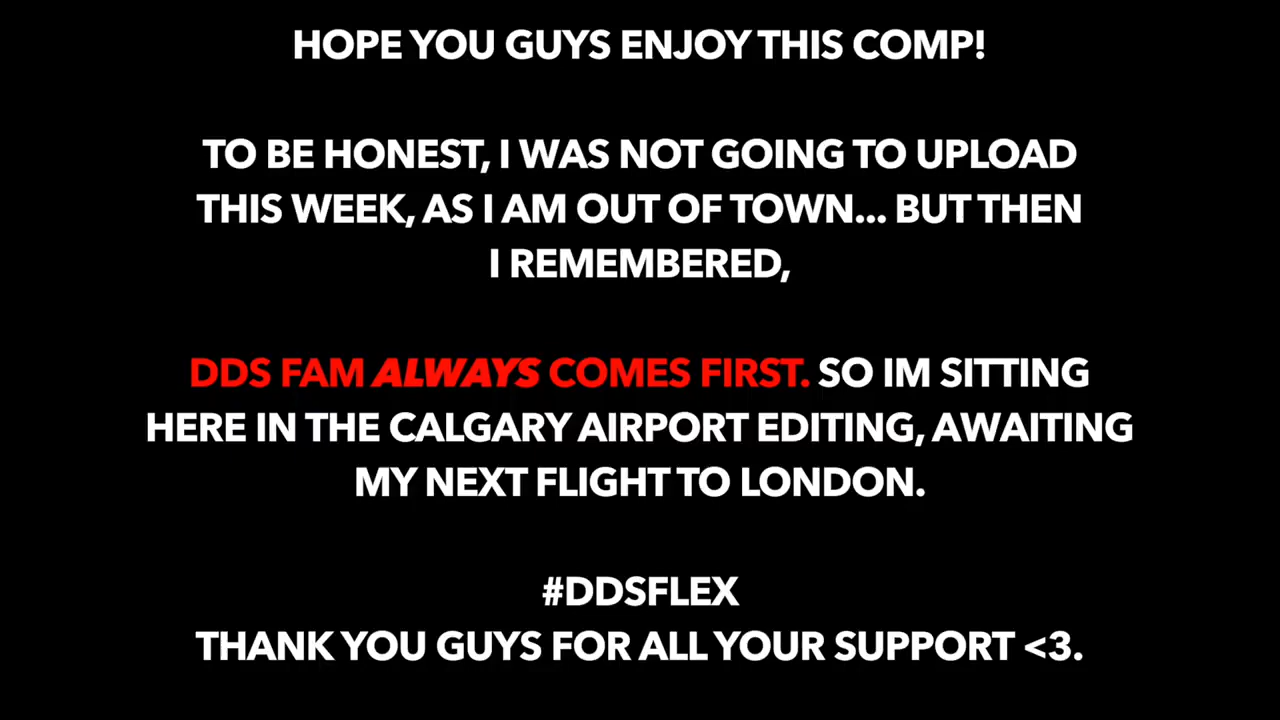 HOPE YOU GUYS ENJOY THIS COMP!
TO BE HONEST, I WAS NOT GOING TO UPLOAD
THIS WEEK, AS I AM OUT OF TOWN... BUT THEN
I REMEMBERED,
DDS FAM ALWAYS COMES FIRST. SO IM SITTING
HERE IN THE CALGARY AIRPORT EDITING, AWAITING
MY NEXT FLIGHT TO LONDON.
#DDSFLEX
THANK YOU GUYS FOR ALL YOUR SUPPORT <3.